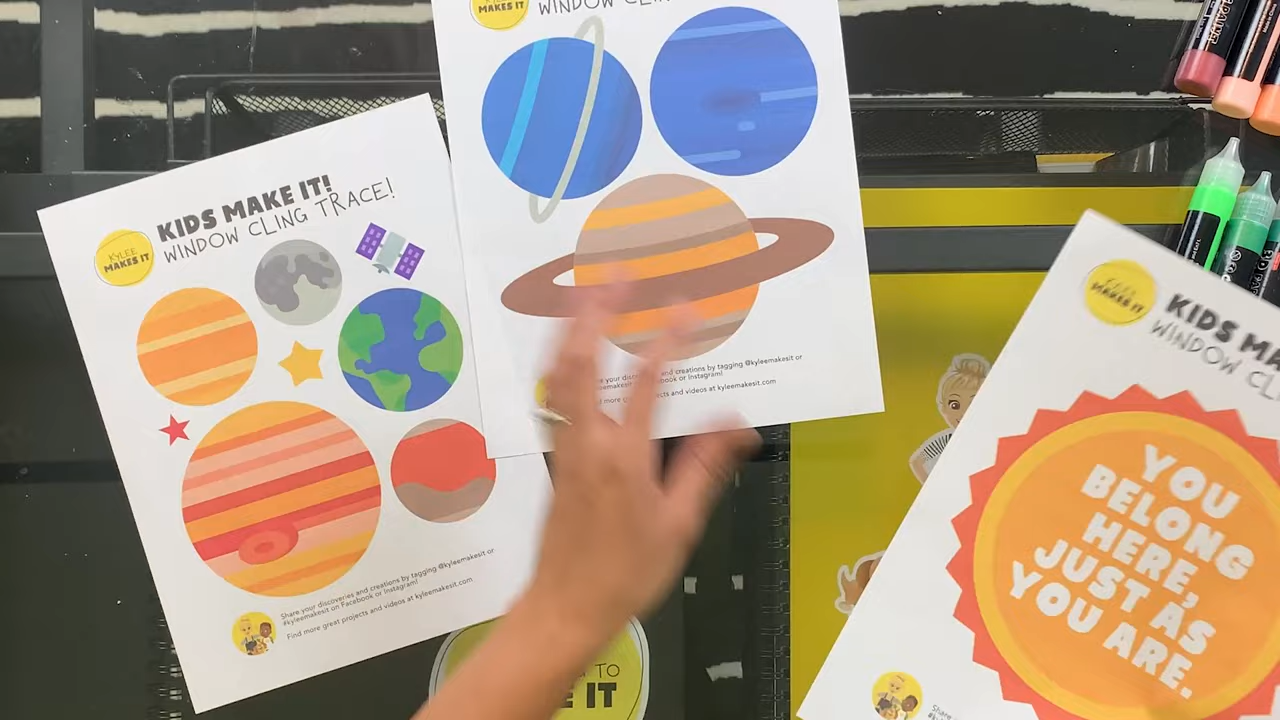 KYLEE
MAKES IT
KIDS MAKE IT!
WINDOW CLING TRACE!
Share your discoveries and creations by tagging @kyleemakesit or
#kyleemakesit on Facebook or Instagram!
Find more great projects and videos at kyleemakesit.com
MAKES IT
WINDOW CLING
your discoveries and creations by tagging @kyleemakesit or
on Facebook or Instagram!
more great projects and videos at kyleemakesit.com
MAKES IT
KIDS MA
WINDOW CL
YOU
BELONG
HERE,
JUST AS
YOU ARE.
Share
TO
IT